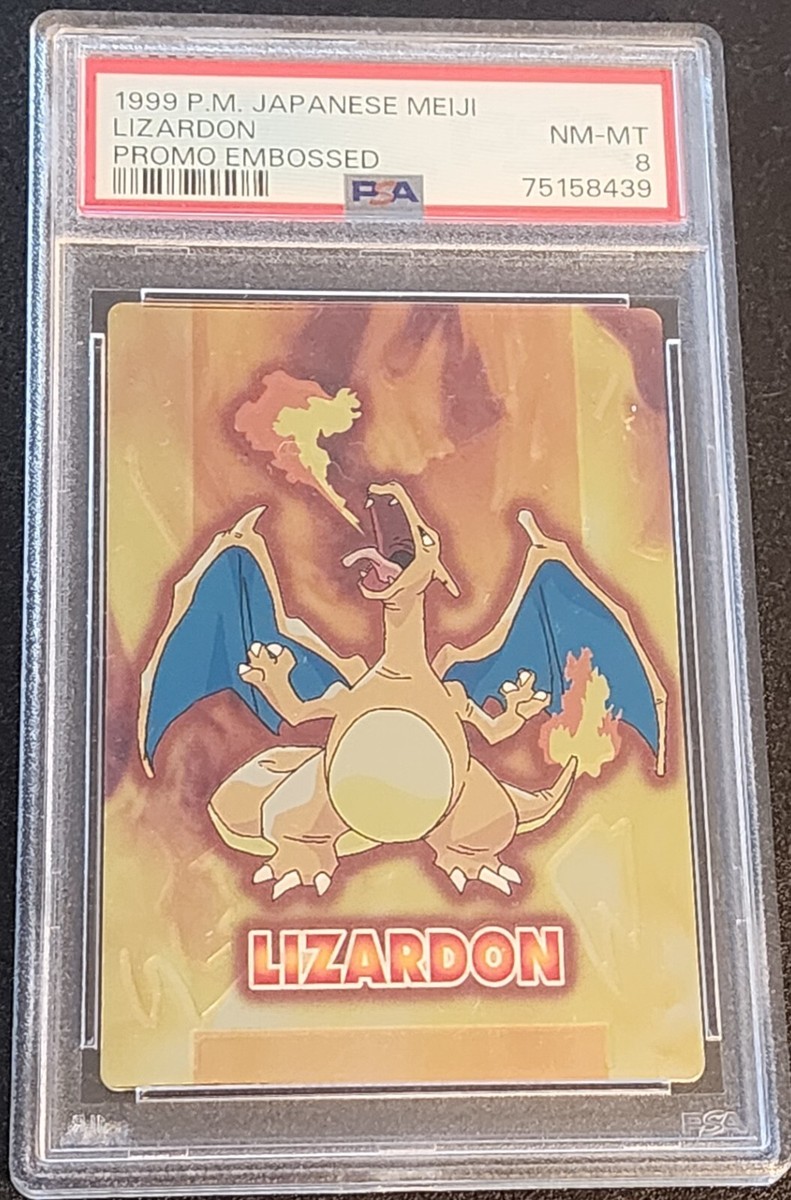 1999 P.M. JAPANESE MEIJI
LIZARDON NM-MT
PROMO EMBOSSED 8
PSA 75158439
LIZARDON
PSA